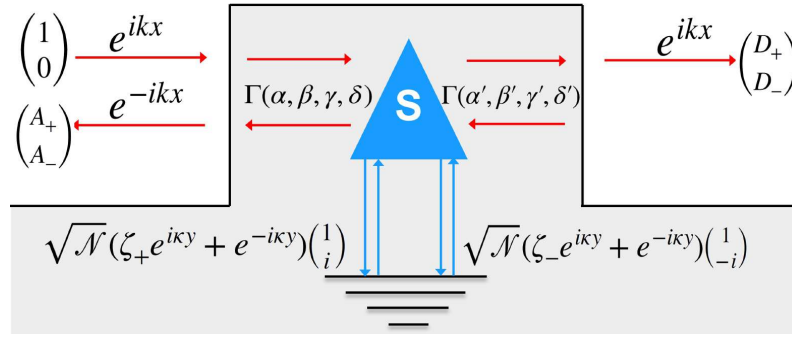 (1 0) e^{ikx} e^{ikx} (D_+ D_-)
(A_+ A_-) e^{-ikx} Γ(α, β, γ, δ) S Γ(α′, β′, γ′, δ′)
√𝒩(ζ_+ e^{iκy} + e^{-iκy})(1 i) √𝒩(ζ_- e^{iκy} + e^{-iκy})(1 -i)